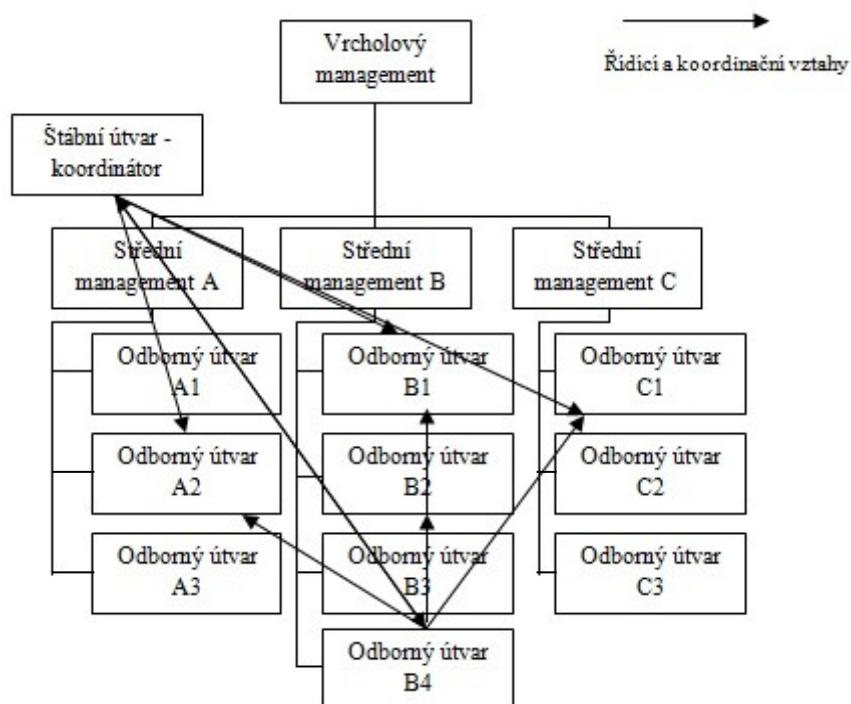 Vrcholový
management
Řídící a koordinační vztahy
Štábní útvar -
koordinátor
Střední
management A
Střední
management B
Střední
management C
Odborný útvar
A1
Odborný útvar
B1
Odborný útvar
C1
Odborný útvar
A2
Odborný útvar
B2
Odborný útvar
C2
Odborný útvar
A3
Odborný útvar
B3
Odborný útvar
C3
Odborný útvar
B4